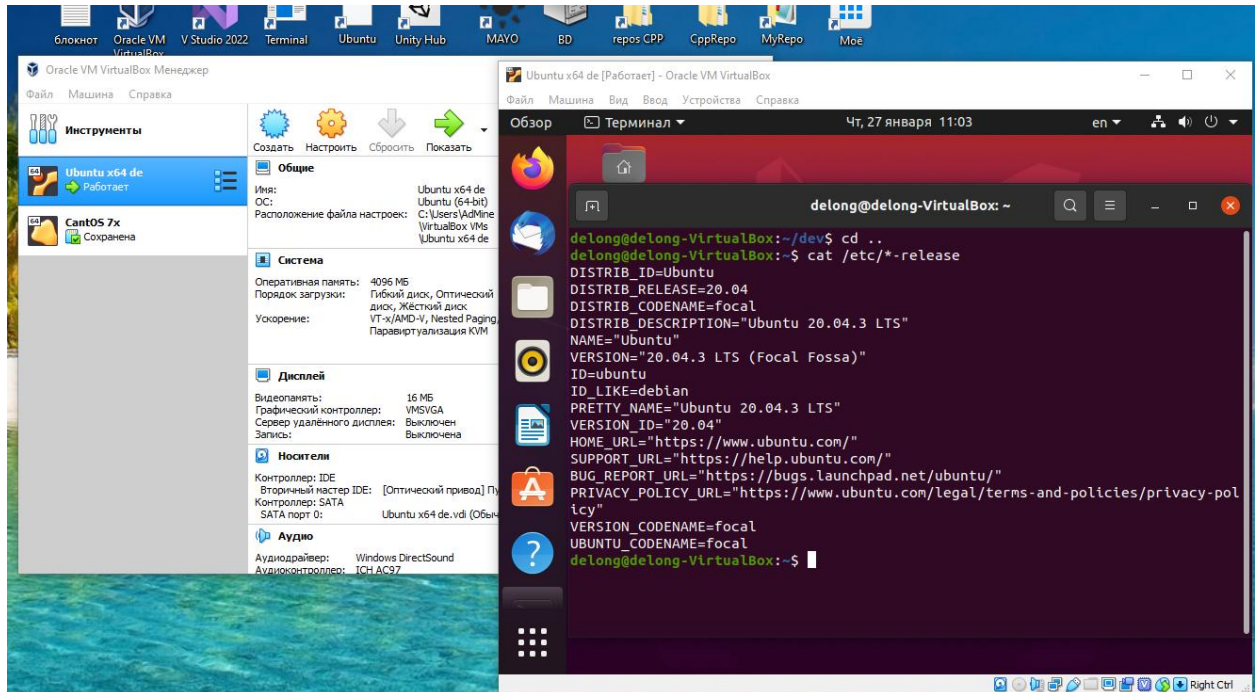 блокнот
Oracle VM
VirtualBox
V Studio 2022
Terminal
Ubuntu
Unity Hub
MAYO
BD
repos CPP
CppRepo
MyRepo
Моё
Oracle VM VirtualBox Менеджер
Файл Машина Справка
Инструменты
Создать Настроить Сбросить Показать
64
Ubuntu x64 de
Работает
64
CantOS 7x
Сохранена
Общие
Имя: Ubuntu x64 de
ОС: Ubuntu (64-bit)
Расположение файла настроек: C:\Users\AdMine
\VirtualBox VMs
\Ubuntu x64 de
Система
Оперативная память: 4096 МБ
Порядок загрузки: Гибкий диск, Оптический
диск, Жёсткий диск
Ускорение: VT-x/AMD-V, Nested Paging,
Паравиртуализация KVM
Дисплей
Видеопамять: 16 МБ
Графический контроллер: VMSVGA
Сервер удалённого дисплея: Выключен
Запись: Выключена
Носители
Контроллер: IDE
Вторичный мастер IDE: [Оптический привод]
Контроллер: SATA
SATA порт 0: Ubuntu x64 de.vdi
Аудио
Аудиодрайвер: Windows DirectSound
Аудиоконтроллер: ICH AC97
Ubuntu x64 de [Работает] - Oracle VM VirtualBox
Файл Машина Вид Ввод Устройства Справка
Обзор Терминал Чт, 27 января 11:03 en
delong@delong-VirtualBox: ~
delong@delong-VirtualBox:~/dev$ cd ..
delong@delong-VirtualBox:~$ cat /etc/*-release
DISTRIB_ID=Ubuntu
DISTRIB_RELEASE=20.04
DISTRIB_CODENAME=focal
DISTRIB_DESCRIPTION="Ubuntu 20.04.3 LTS"
NAME="Ubuntu"
VERSION="20.04.3 LTS (Focal Fossa)"
ID=ubuntu
ID_LIKE=debian
PRETTY_NAME="Ubuntu 20.04.3 LTS"
VERSION_ID="20.04"
HOME_URL="https://www.ubuntu.com/"
SUPPORT_URL="https://help.ubuntu.com/"
BUG_REPORT_URL="https://bugs.launchpad.net/ubuntu/"
PRIVACY_POLICY_URL="https://www.ubuntu.com/legal/terms-and-policies/privacy-pol
icy"
VERSION_CODENAME=focal
UBUNTU_CODENAME=focal
delong@delong-VirtualBox:~$
Right Ctrl